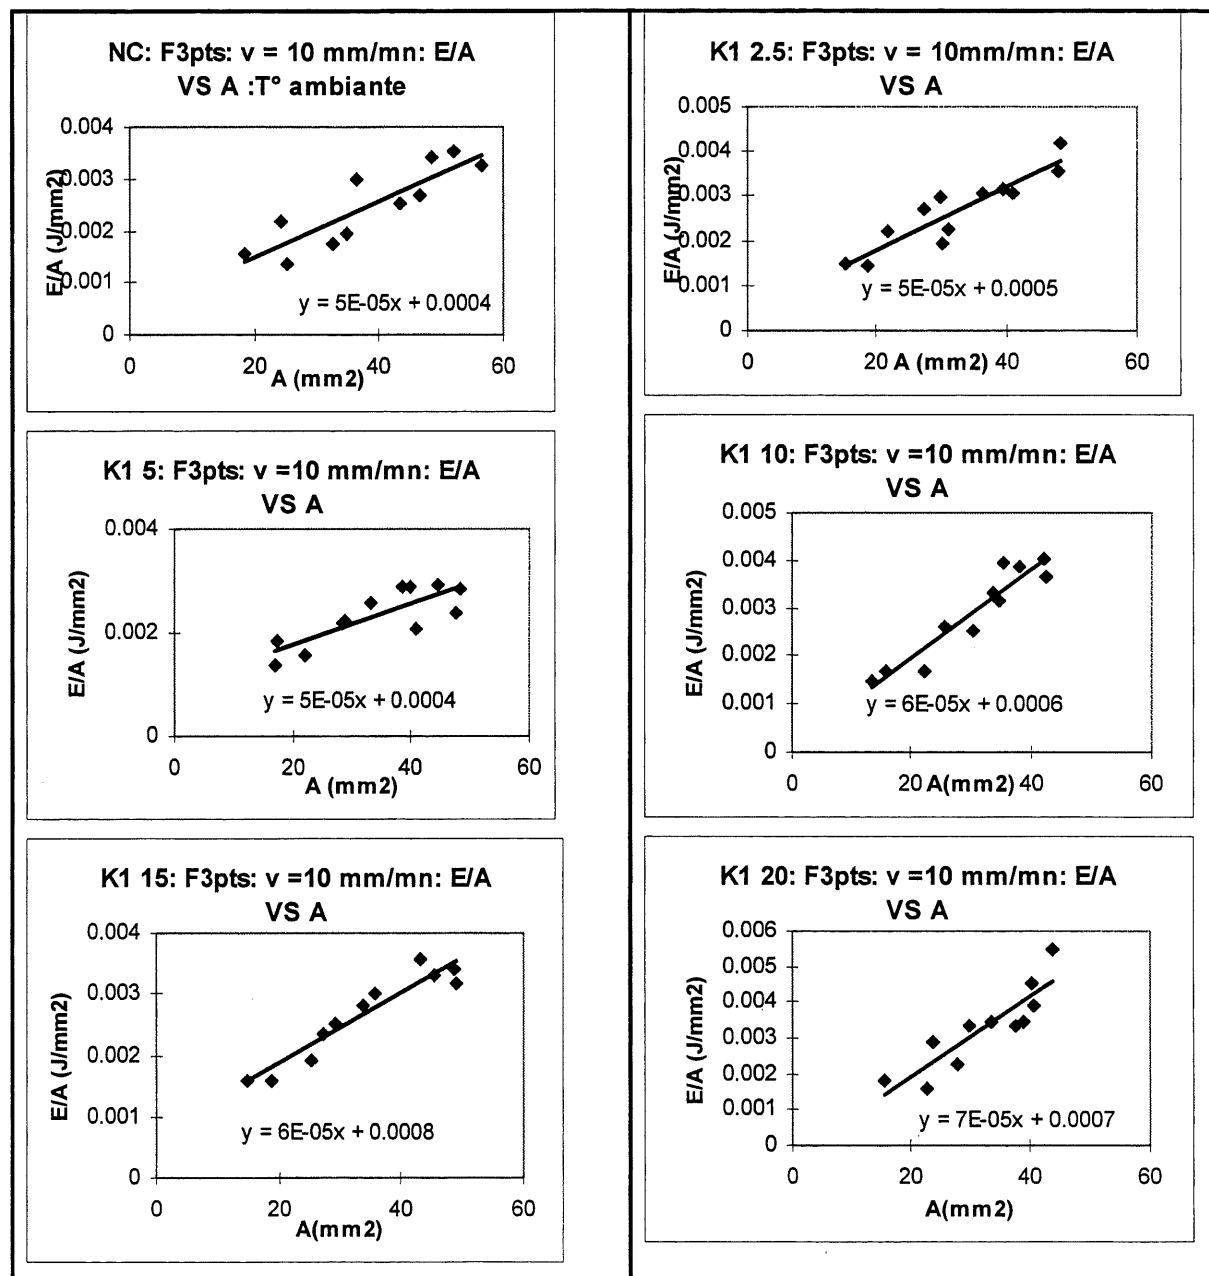 NC: F3pts: v = 10 mm/mn: E/A
VS A :T° ambiante
0.004
0.003
0.002
0.001
0
E/A (J/mm2)
y = 5E-05x + 0.0004
0 20 40 60
A (mm2)
K1 2.5: F3pts: v = 10mm/mn: E/A
VS A
0.005
0.004
0.003
0.002
0.001
0
E/A (J/mm2)
y = 5E-05x + 0.0005
0 20 A (mm2) 40 60
K1 5: F3pts: v =10 mm/mn: E/A
VS A
0.004
0.002
0
E/A (J/mm2)
y = 5E-05x + 0.0004
0 20 40 60
A (mm2)
K1 10: F3pts: v =10 mm/mn: E/A
VS A
0.005
0.004
0.003
0.002
0.001
0
E/A (J/mm2)
y = 6E-05x + 0.0006
0 20 A(mm2) 40 60
K1 15: F3pts: v =10 mm/mn: E/A
VS A
0.004
0.003
0.002
0.001
0
E/A (J/mm2)
y = 6E-05x + 0.0008
0 20 40 60
A(mm2)
K1 20: F3pts: v =10 mm/mn: E/A
VS A
0.006
0.005
0.004
0.003
0.002
0.001
0
E/A (J/mm2)
y = 7E-05x + 0.0007
0 20 40 60
A(mm2)